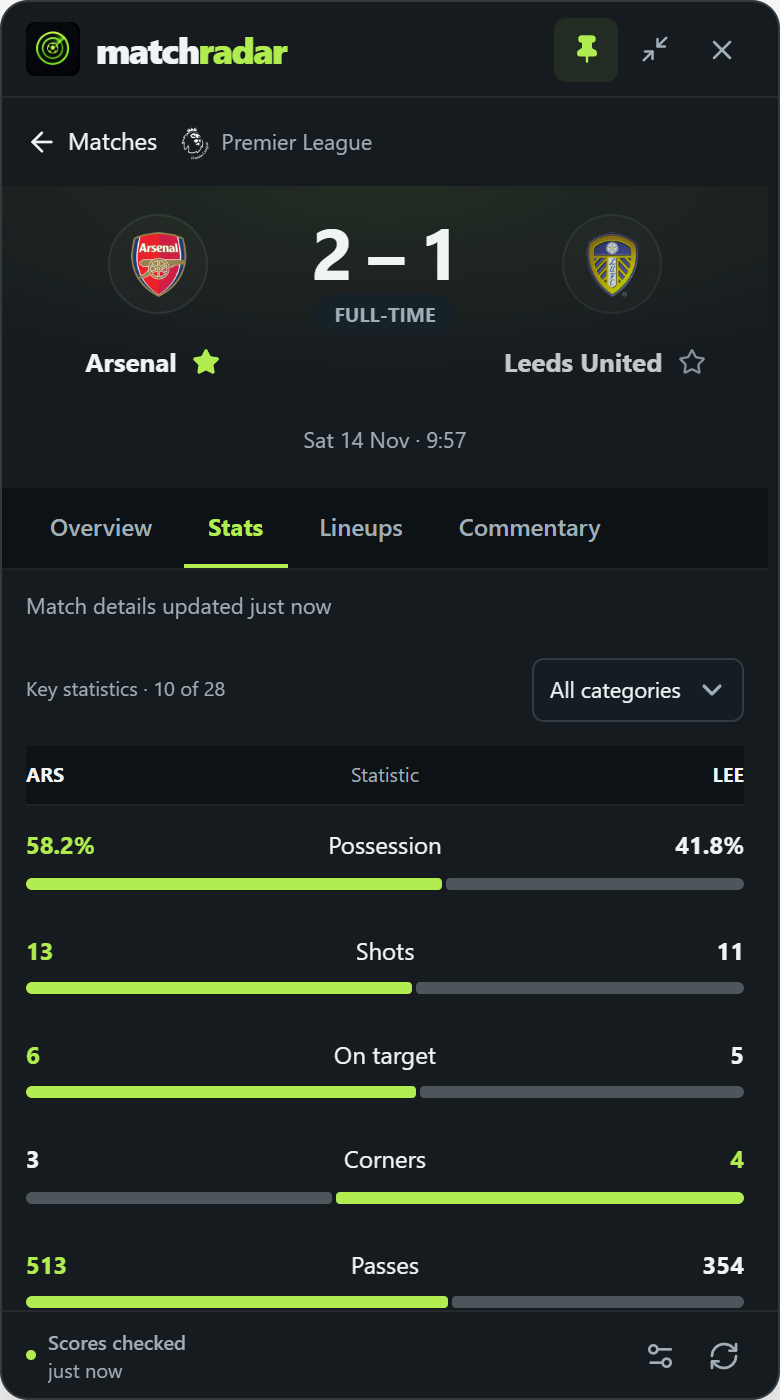 matchradar
Matches Premier League
Arsenal
2 – 1
FULL-TIME
Arsenal Leeds United
Sat 14 Nov · 9:57
Overview Stats Lineups Commentary
Match details updated just now
Key statistics · 10 of 28 All categories
ARS Statistic LEE
58.2% Possession 41.8%
13 Shots 11
6 On target 5
3 Corners 4
513 Passes 354
Scores checked
just now